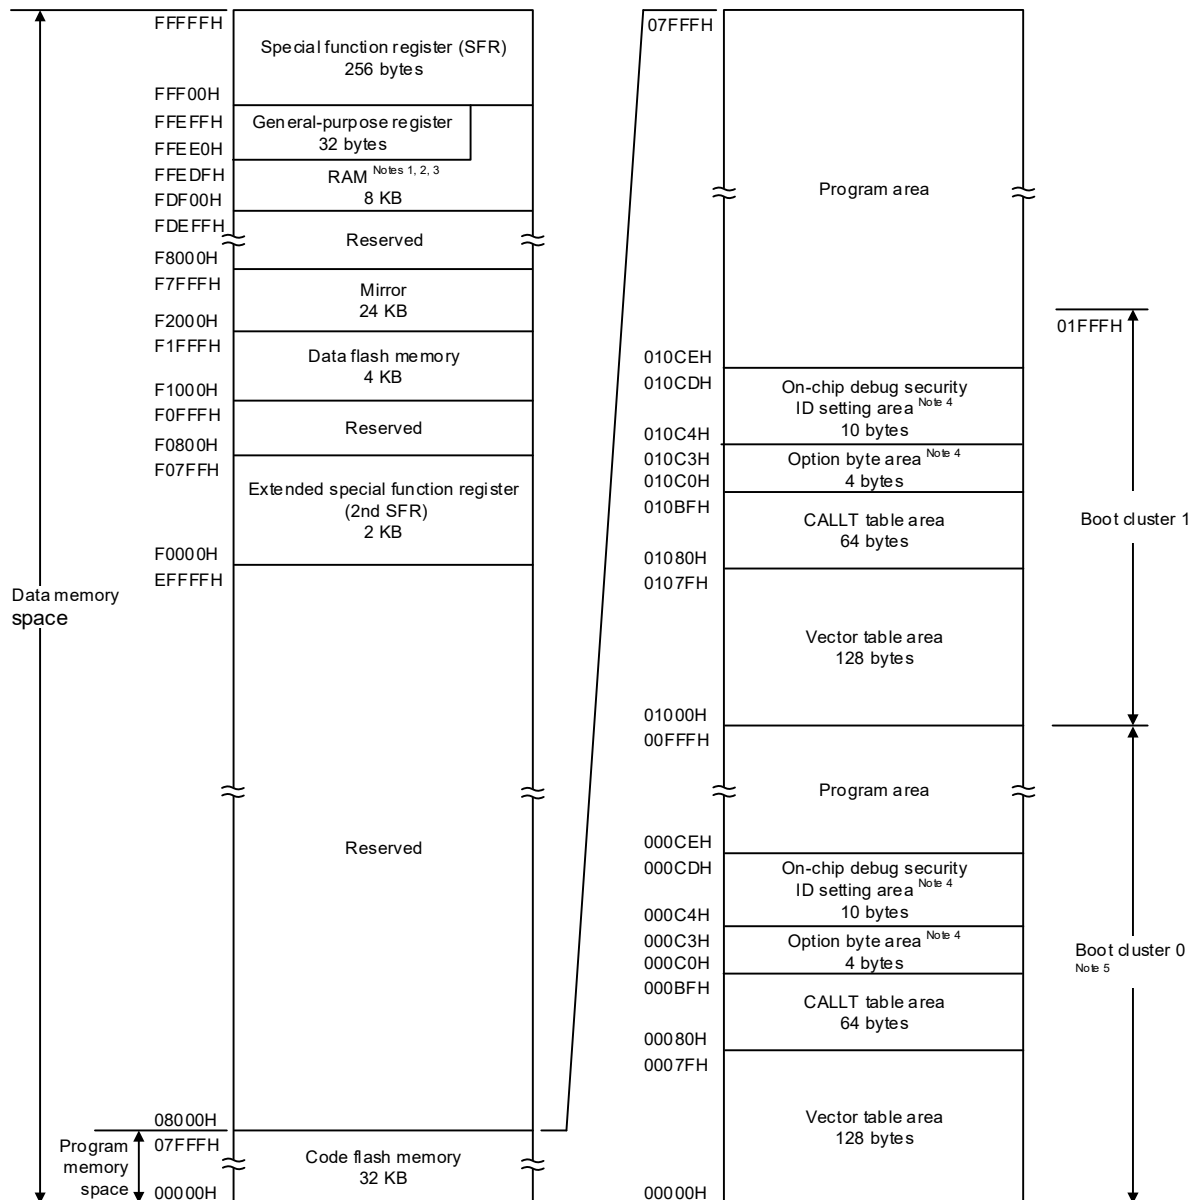 FFFFFH
Special function register (SFR)
256 bytes
FFF00H
FFEFFH
General-purpose register
32 bytes
FFEE0H
FFEDFH
RAM Notes 1, 2, 3
8 KB
FDF00H
FDEFFH
Reserved
F8000H
F7FFFH
Mirror
24 KB
F2000H
F1FFFH
Data flash memory
4 KB
F1000H
F0FFFH
Reserved
F0800H
F07FFH
Extended special function register
(2nd SFR)
2 KB
F0000H
EFFFFH
Data memory
space
Reserved
08000H
07FFFH
Program
memory
space
Code flash memory
32 KB
00000H
07FFFH
Program area
01FFFH
010CEH
010CDH
On-chip debug security
ID setting area Note 4
10 bytes
010C4H
010C3H
Option byte area Note 4
4 bytes
010C0H
010BFH
CALLT table area
64 bytes
01080H
0107FH
Boot cluster 1
Vector table area
128 bytes
01000H
00FFFH
Program area
000CEH
000CDH
On-chip debug security
ID setting area Note 4
10 bytes
000C4H
000C3H
Option byte area Note 4
4 bytes
000C0H
000BFH
Boot cluster 0
Note 5
CALLT table area
64 bytes
00080H
0007FH
Vector table area
128 bytes
00000H